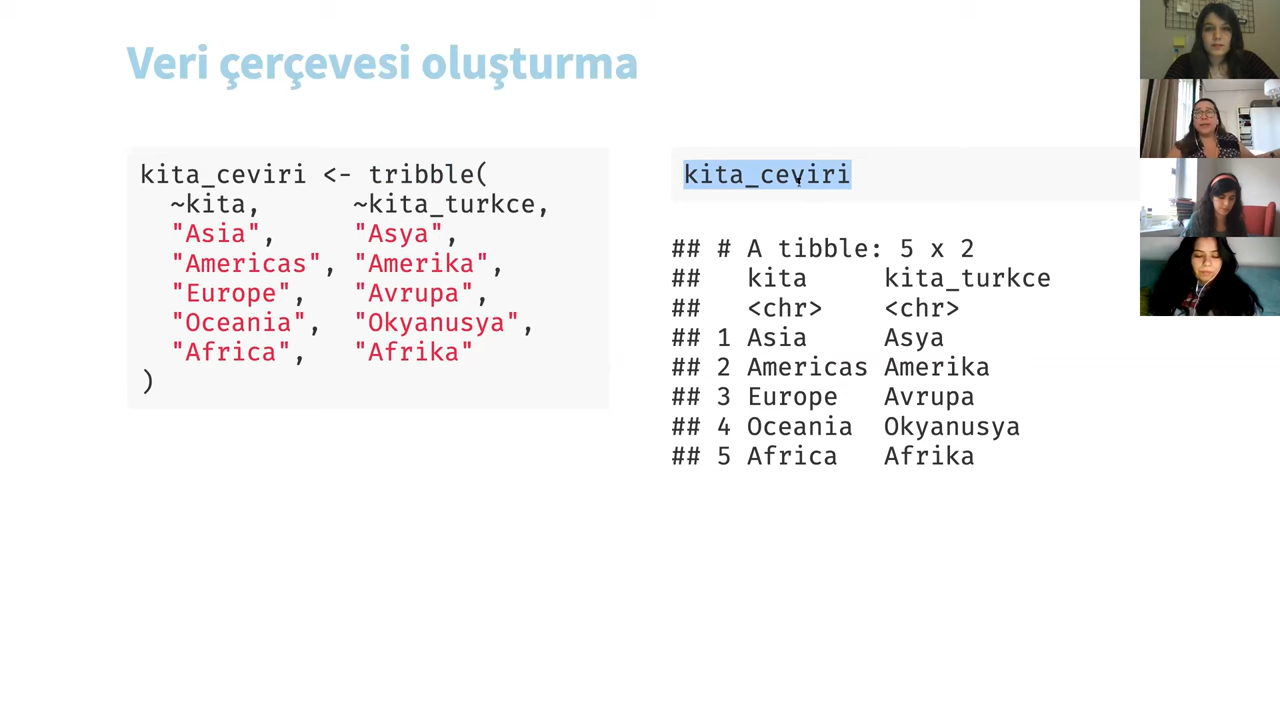 Veri çerçevesi oluşturma
kita_ceviri <- tribble(
~kita, ~kita_turkce,
"Asia", "Asya",
"Americas", "Amerika",
"Europe", "Avrupa",
"Oceania", "Okyanusya",
"Africa", "Afrika"
)
kita_ceviri
## # A tibble: 5 x 2
## kita kita_turkce
## <chr> <chr>
## 1 Asia Asya
## 2 Americas Amerika
## 3 Europe Avrupa
## 4 Oceania Okyanusya
## 5 Africa Afrika